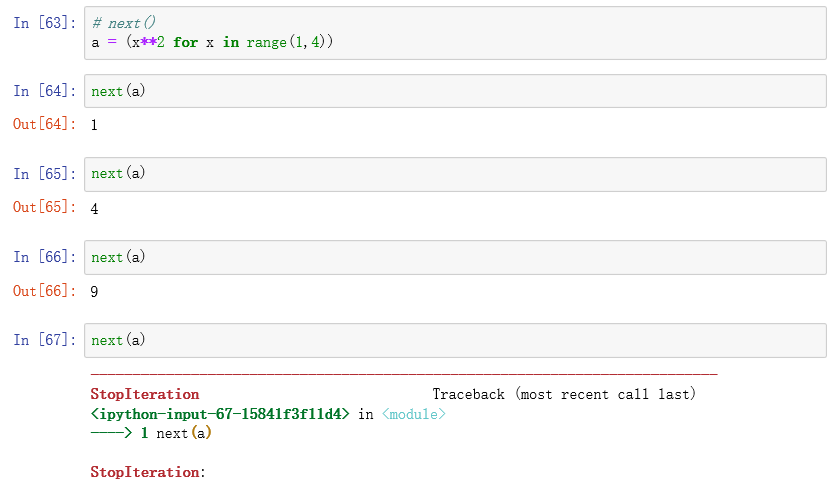 In [63]: # next()
a = (x**2 for x in range(1,4))
In [64]: next(a)
Out[64]: 1
In [65]: next(a)
Out[65]: 4
In [66]: next(a)
Out[66]: 9
In [67]: next(a)
---------------------------------------------------------------------------
StopIteration                             Traceback (most recent call last)
<ipython-input-67-15841f3f11d4> in <module>
----> 1 next(a)
StopIteration: